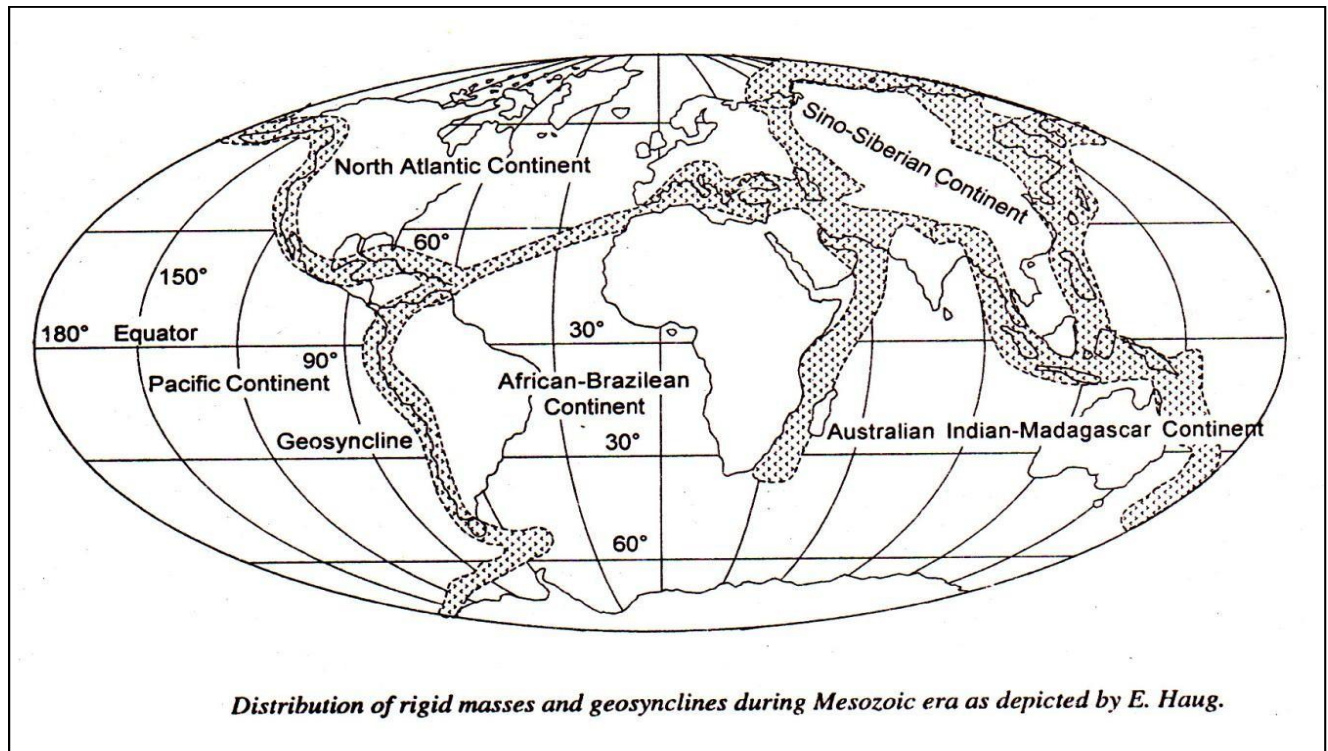 North Atlantic Continent
Sino-Siberian
Continent
60°
150°
180° Equator
30°
90°
Pacific Continent
African-Brazilean
Continent
Geosyncline
30°
Australian Indian-Madagascar Continent
60°
Distribution of rigid masses and geosynclines during Mesozoic era as depicted by E. Haug.